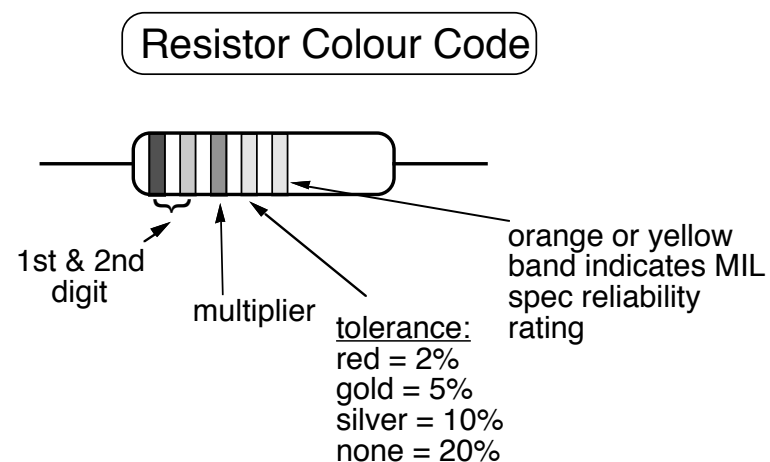 Resistor Colour Code
1st & 2nd
digit
multiplier
tolerance:
red = 2%
gold = 5%
silver = 10%
none = 20%
orange or yellow
band indicates MIL
spec reliability
rating